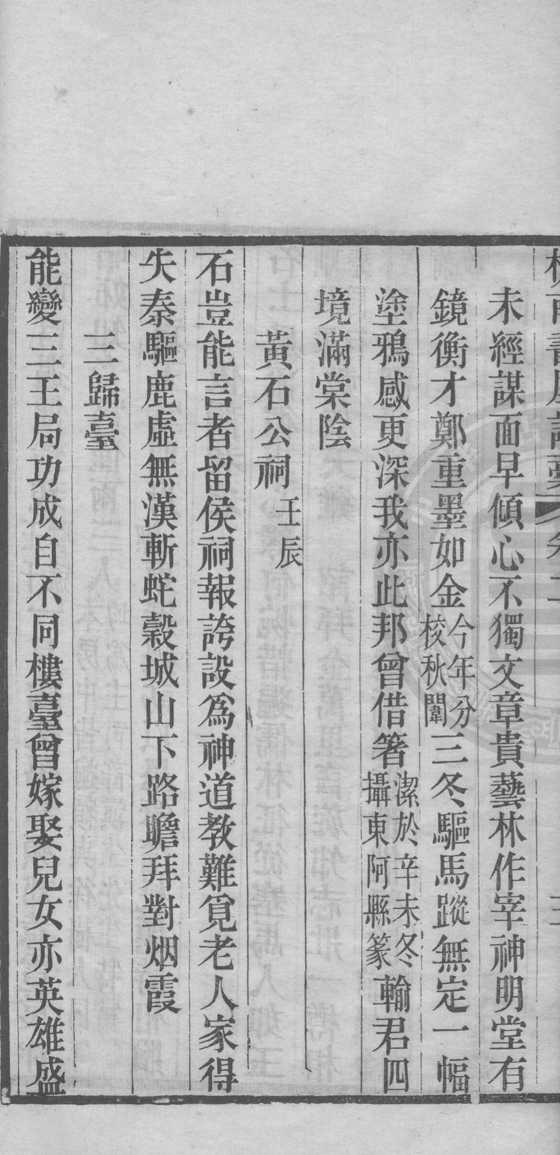 未經謀面早傾心不獨文章貴藝林作宰神明堂有
鏡衡才鄭重墨如金今年分校秋闈三冬驅馬蹤無定一幅
塗鴉感更深我亦此邦曾借箸潔於辛未冬攝東阿縣篆輸君四
境滿棠陰
黃石公祠壬辰
石豈能言者留侯祠報誇設為神道教難覓老人家得
失秦驅鹿虛無漢斬蛇穀城山下路瞻拜對烟霞
三歸臺
能變三王局功成自不同樓臺曾嫁娶兒女亦英雄盛